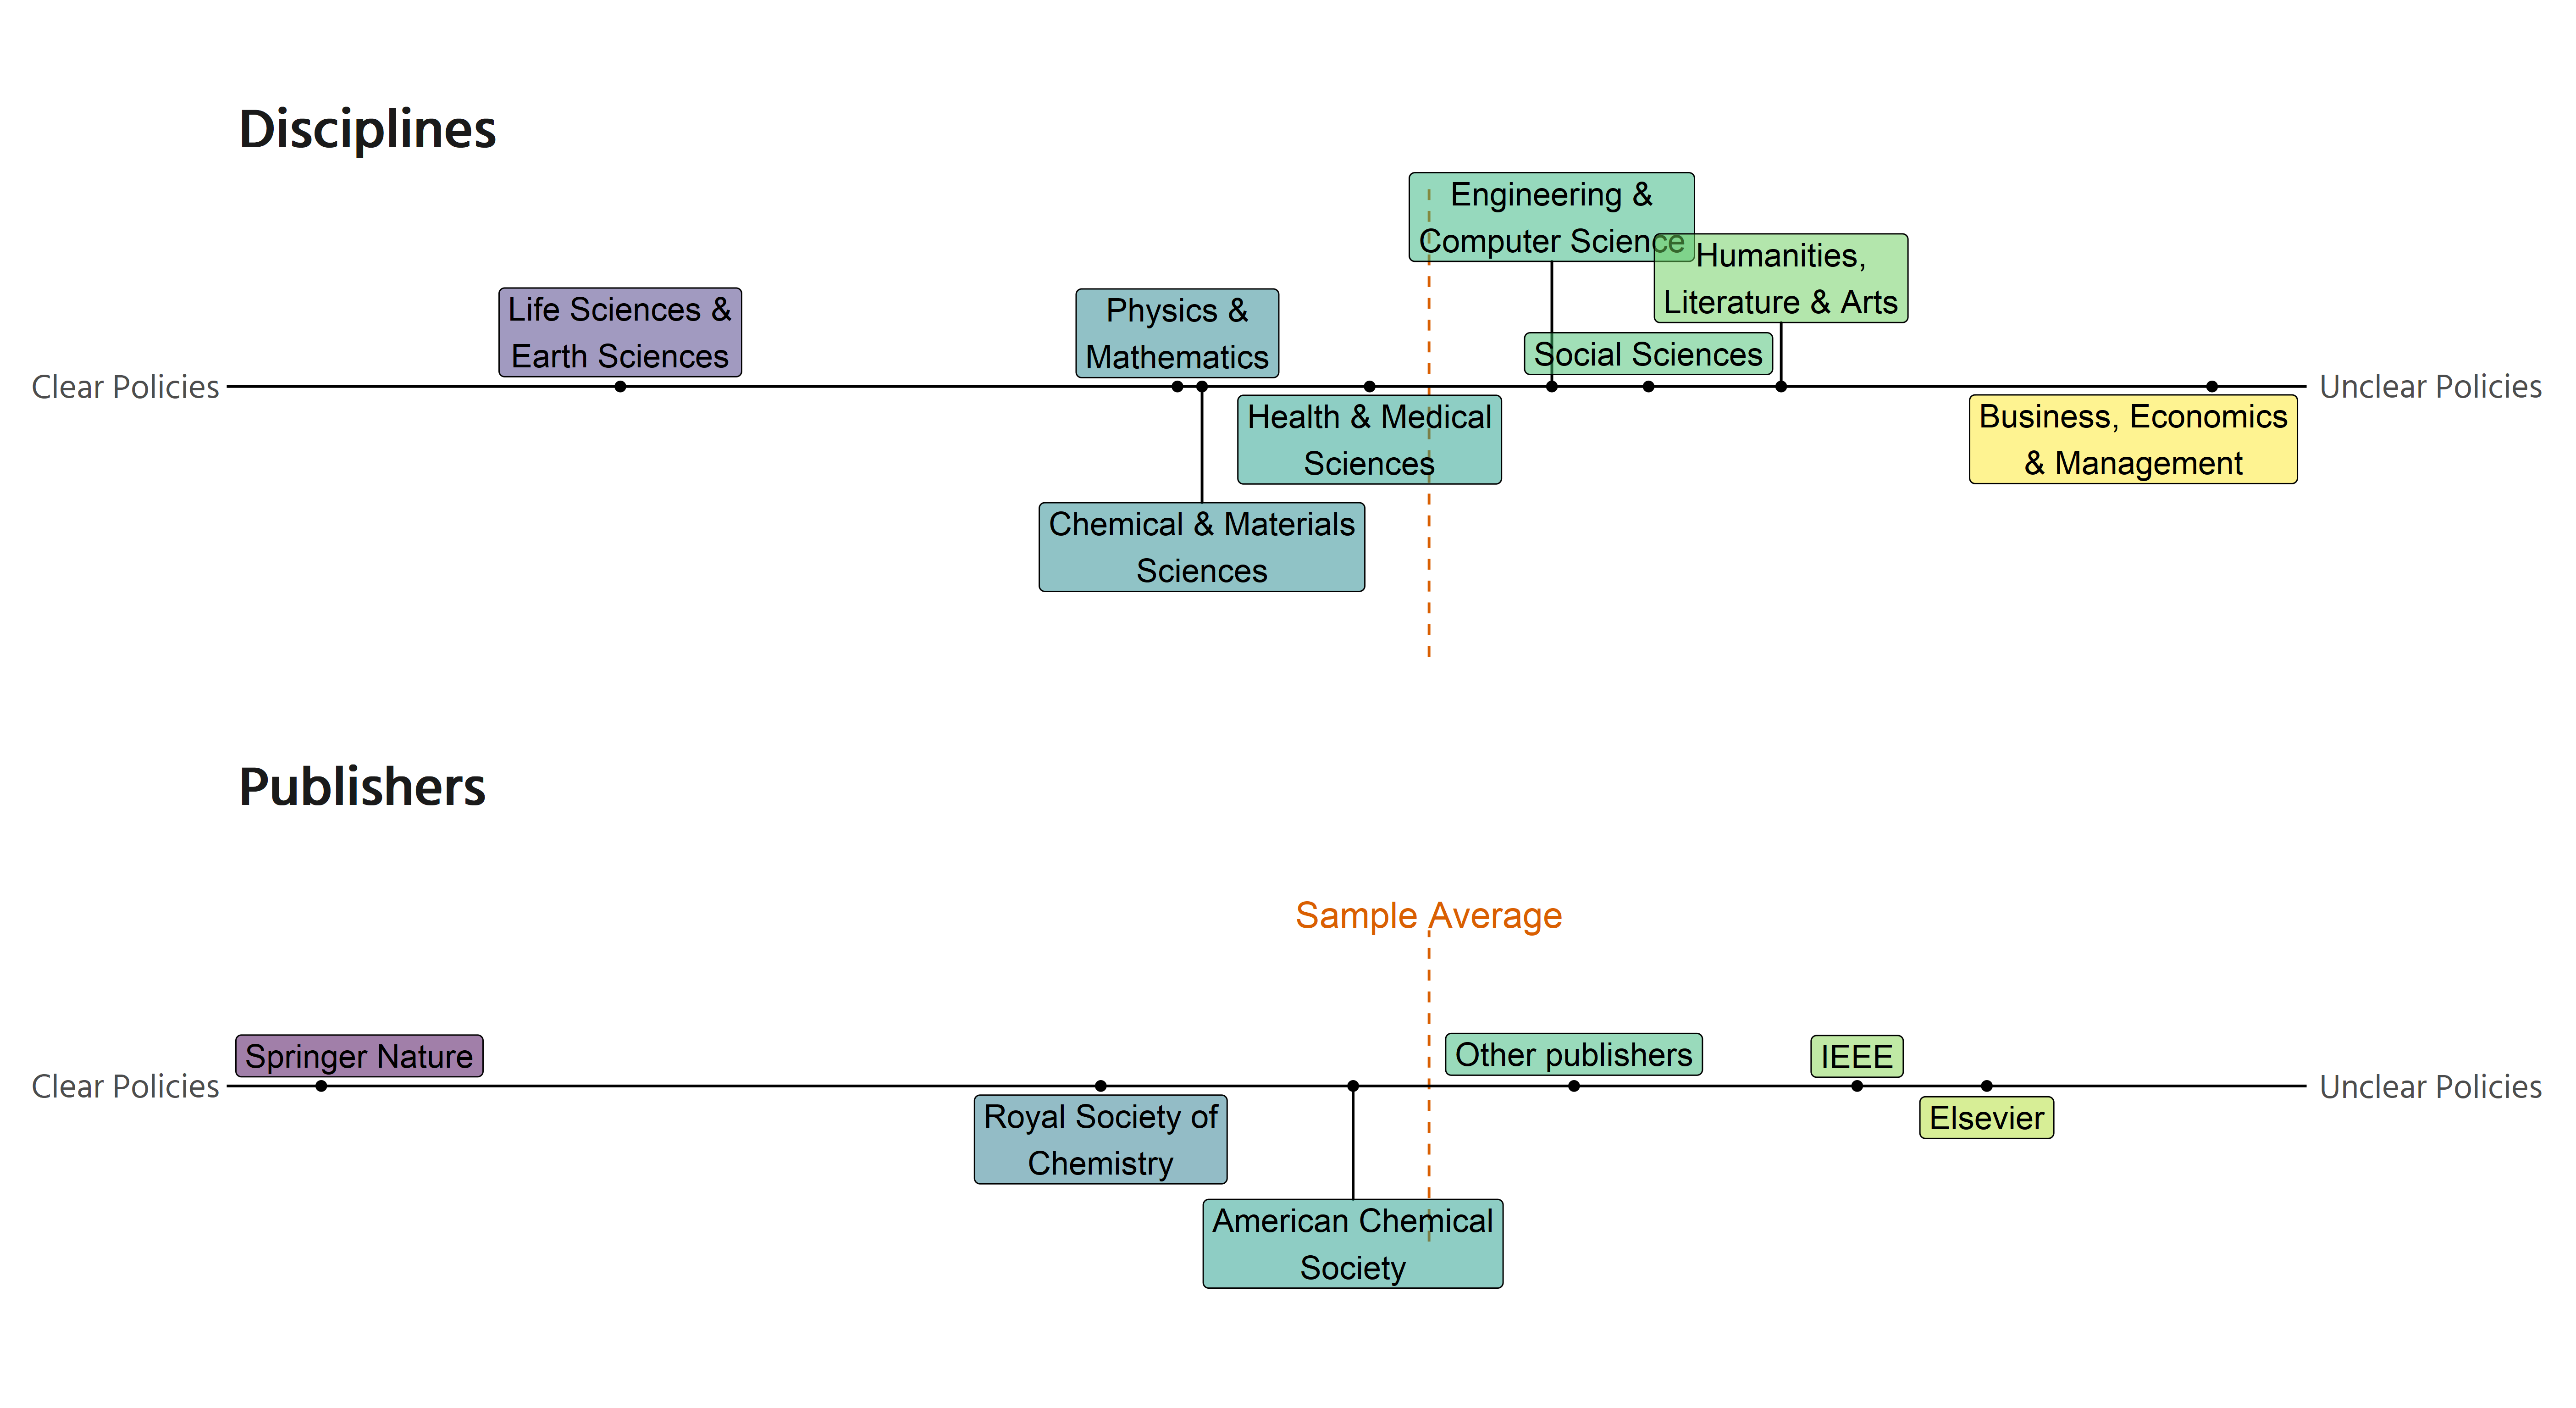 Disciplines
Engineering &
Computer Science
Humanities,
Literature & Arts
Life Sciences &
Earth Sciences
Physics &
Mathematics
Social Sciences
Clear Policies
Unclear Policies
Health & Medical
Sciences
Business, Economics
& Management
Chemical & Materials
Sciences
Publishers
Sample Average
Springer Nature
Other publishers
IEEE
Clear Policies
Unclear Policies
Royal Society of
Chemistry
Elsevier
American Chemical
Society